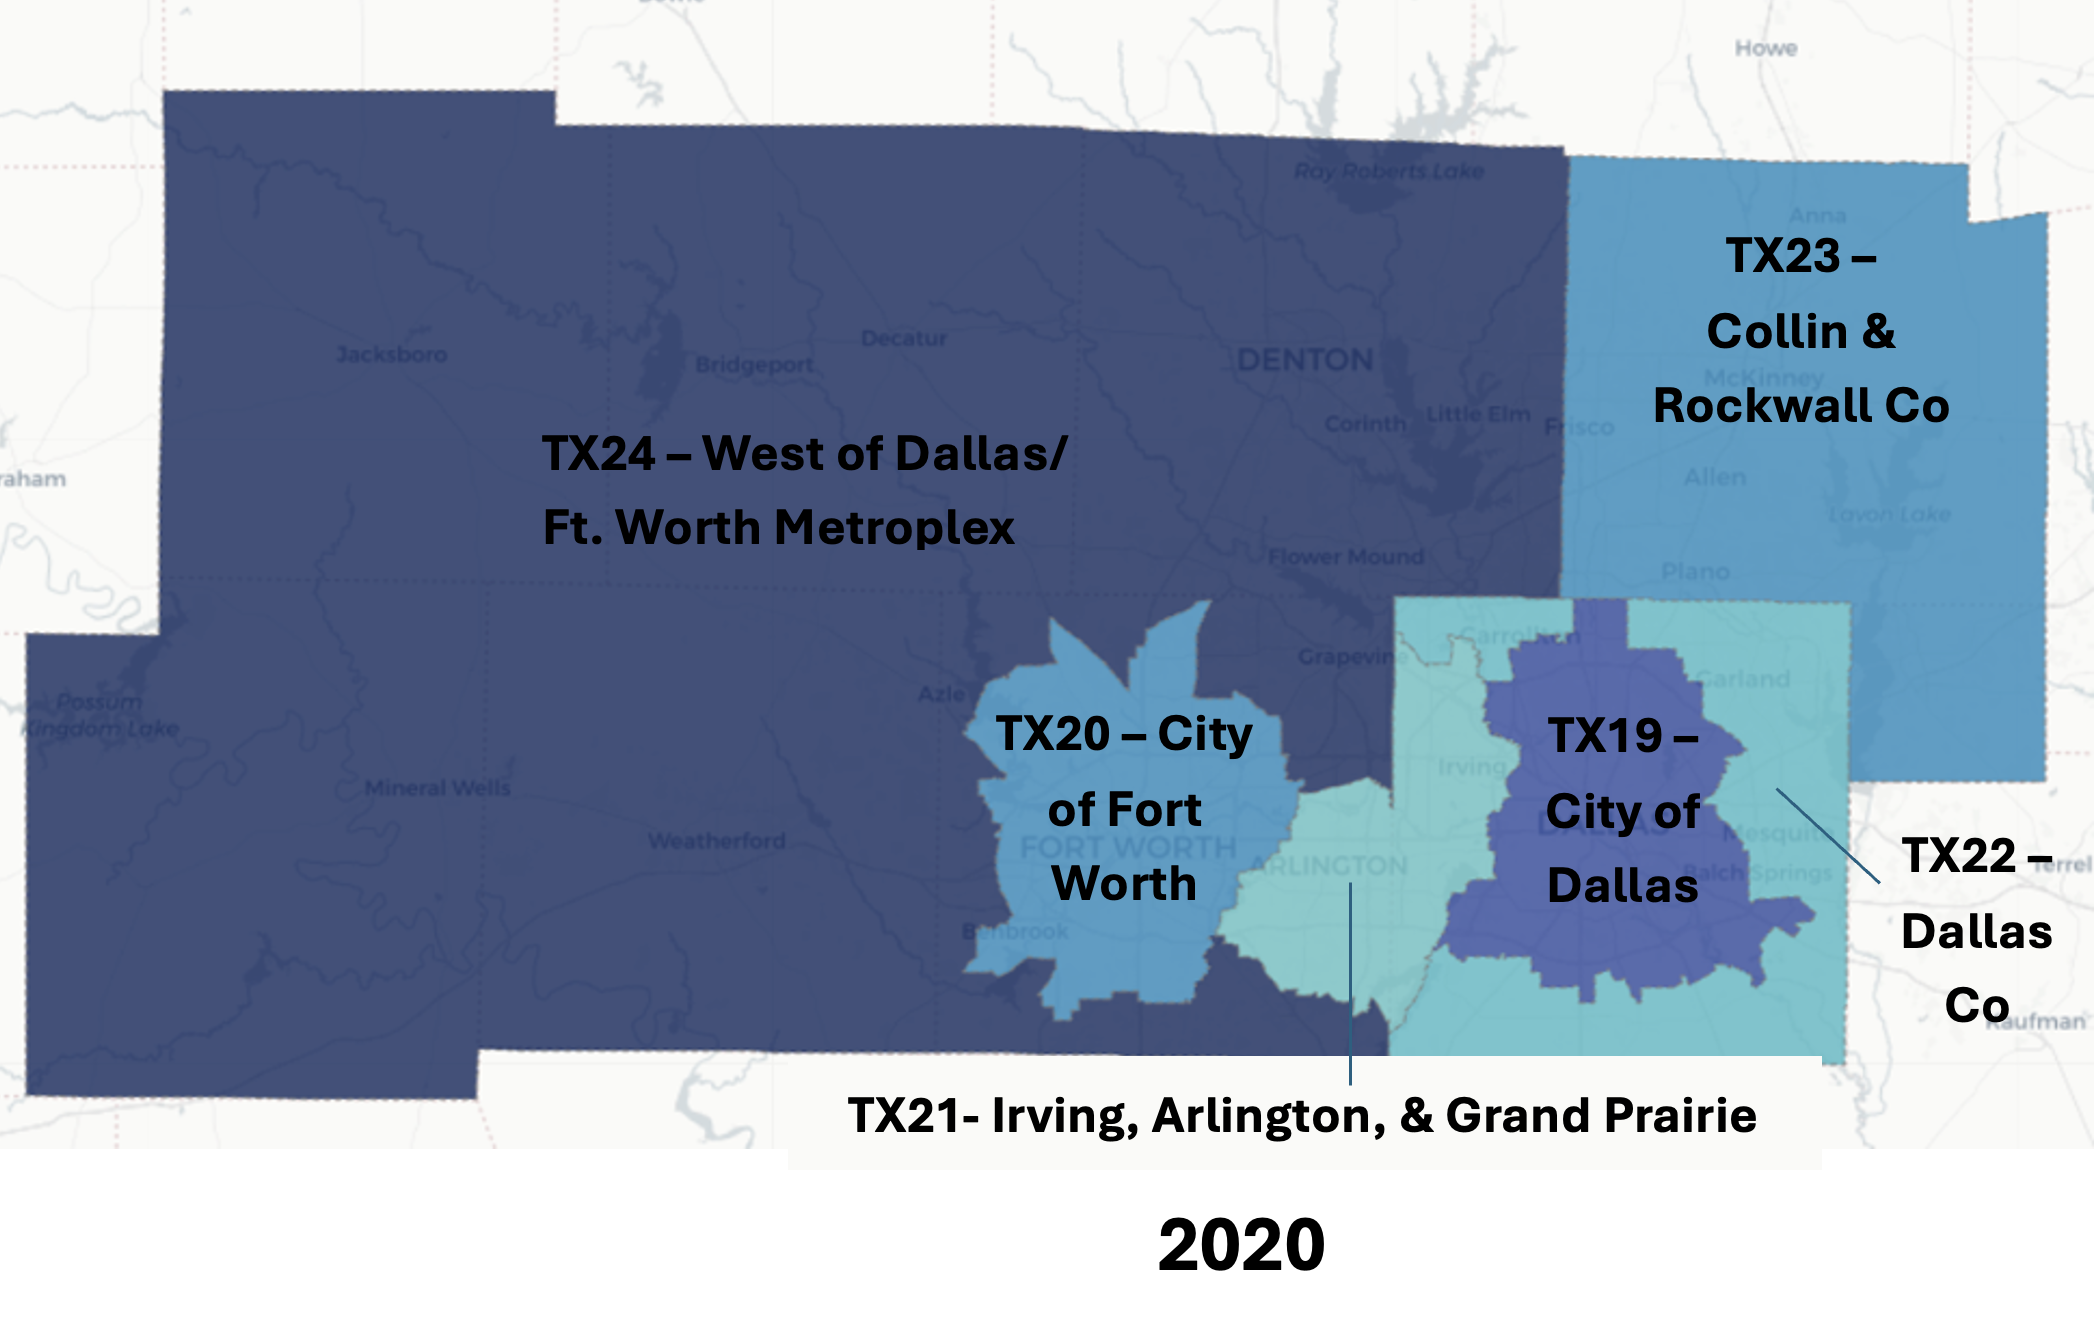 Howe
Ray Roberts Lake
Anna
TX23 –
Collin &
McKinney
Rockwall Co
Jacksboro
Bridgeport
Decatur
DENTON
Corinth
Little Elm
Frisco
TX24 – West of Dallas/
Ft. Worth Metroplex
Allen
raham
Lavon Lake
Flower Mound
Plano
Carrollton
Grapevine
Garland
Azle
Possum
Kingdom Lake
TX20 – City
of Fort
Worth
FORT WORTH
TX19 –
City of
Dallas
DALLAS
Irving
Mineral Wells
Weatherford
ARLINGTON
Mesquite
Balch Springs
TX22 –
Dallas
Co
Terrel
Benbrook
Kaufman
TX21- Irving, Arlington, & Grand Prairie
2020